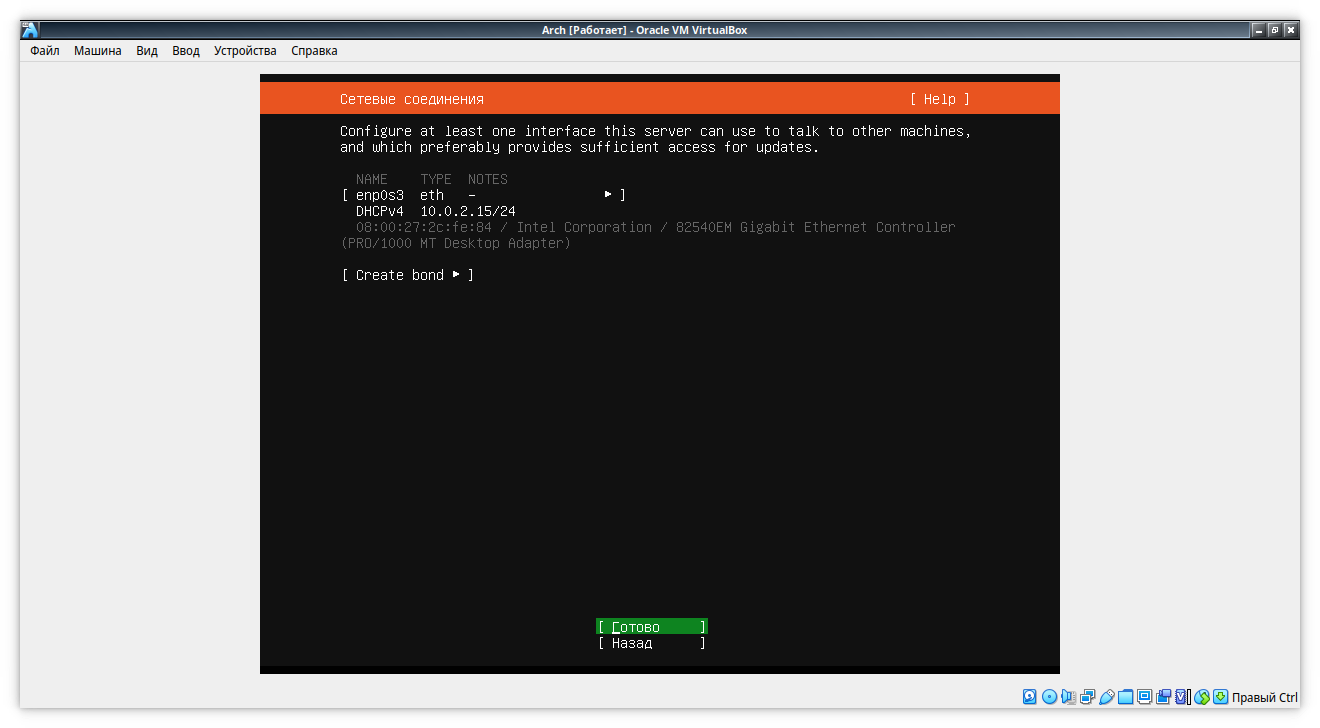 Arch [Работает] - Oracle VM VirtualBox
Файл Машина Вид Ввод Устройства Справка
Сетевые соединения [ Help ]
Configure at least one interface this server can use to talk to other machines,
and which preferably provides sufficient access for updates.
NAME TYPE NOTES
[ enp0s3 eth - ▸ ]
DHCPv4 10.0.2.15/24
08:00:27:2c:fe:84 / Intel Corporation / 82540EM Gigabit Ethernet Controller
(PRO/1000 MT Desktop Adapter)
[ Create bond ▸ ]
[ Готово ]
[ Назад ]
Правый Ctrl